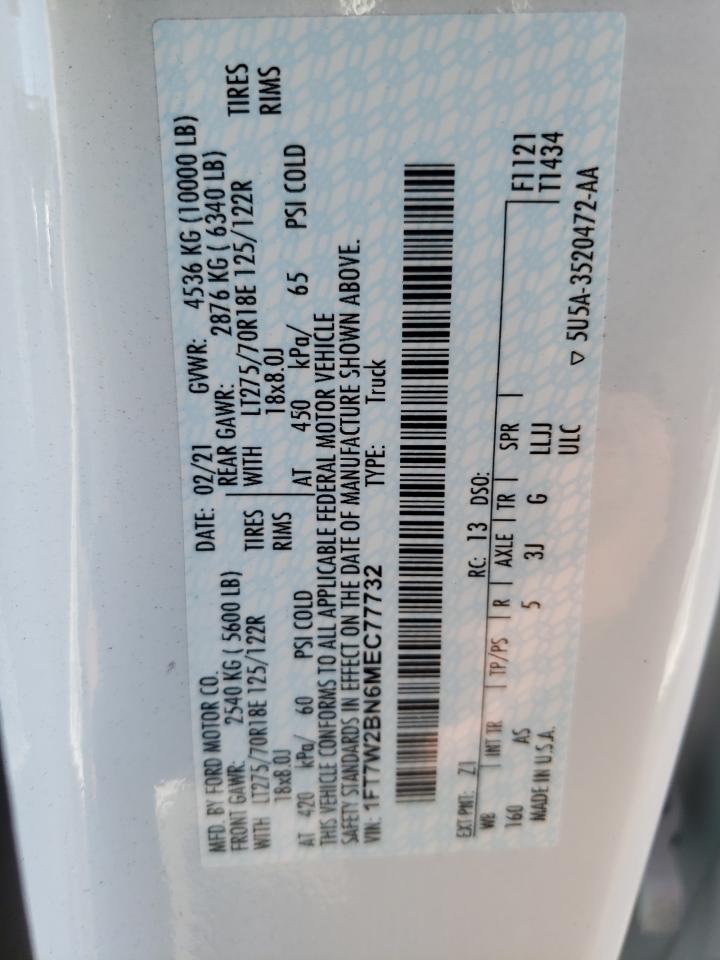 MFD. BY FORD MOTOR CO. DATE: 02/21 GVWR: 4536 KG (10000 LB)
FRONT GAWR: 2540 KG ( 5600 LB) REAR GAWR: 2876 KG ( 6340 LB)
WITH LT275/70R18E 125/122R TIRES WITH LT275/70R18E 125/122R TIRES
18x8.0J RIMS 18x8.0J RIMS
AT 420 kPa/ 60 PSI COLD AT 450 kPa/ 65 PSI COLD
THIS VEHICLE CONFORMS TO ALL APPLICABLE FEDERAL MOTOR VEHICLE
SAFETY STANDARDS IN EFFECT ON THE DATE OF MANUFACTURE SHOWN ABOVE.
VIN: 1FT7W2BN6MEC77732 TYPE: Truck
EXT PNT: Z1 RC: 13 DSO:
WB INT TR TP/PS R AXLE TR SPR F1121
160 AS 5 3J G LLJJ T1434
MADE IN U.S.A. ULC ▽ 5U5A-3520472-AA